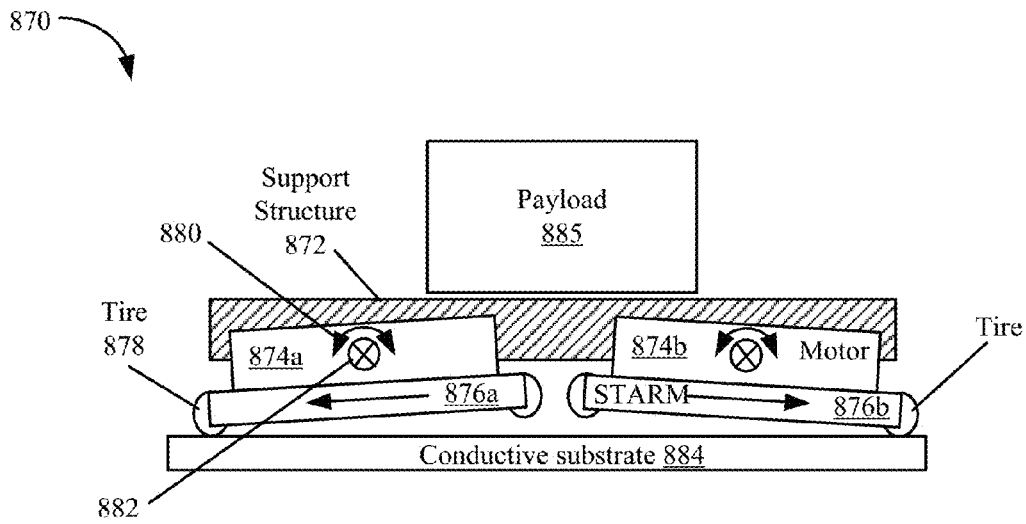 870
Support
Structure
872
880
Payload
885
Tire
878
Tire
874a
874b
Motor
876a
STARM
876b
Conductive substrate 884
882